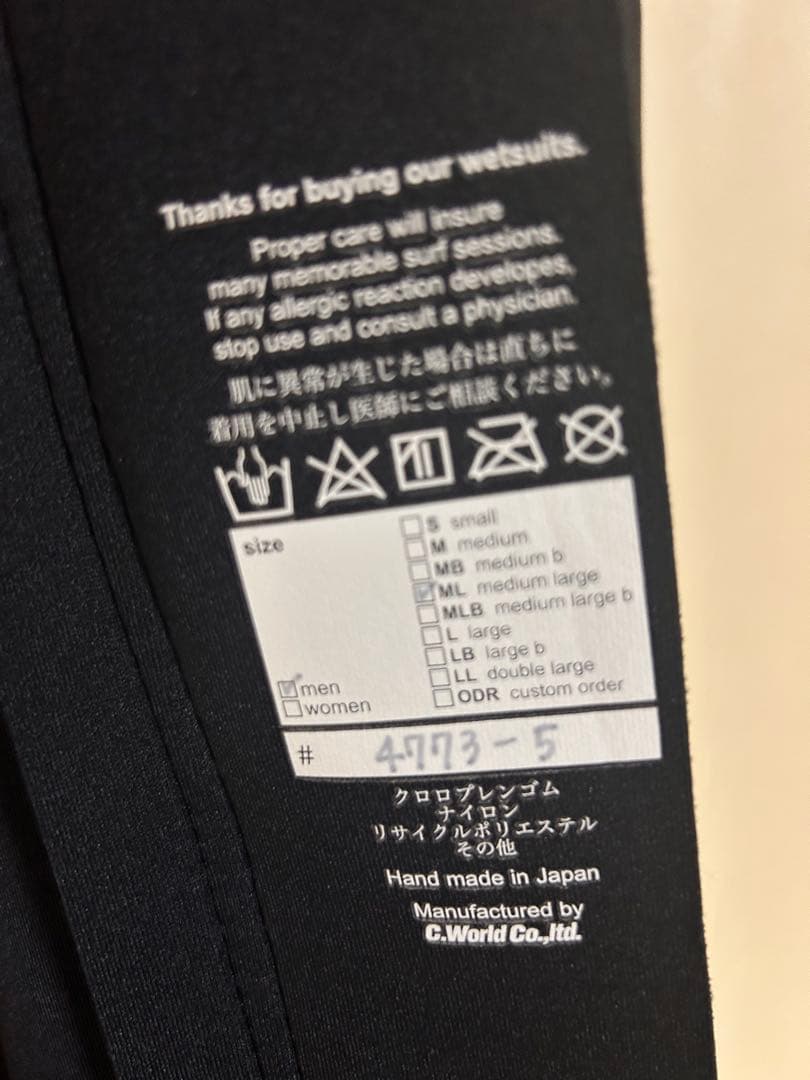 Thanks for buying our wetsuits.
Proper care will insure
many memorable surf sessions.
If any allergic reaction developes,
stop use and consult a physician.
肌に異常が生じた場合は直ちに
着用を中止し医師にご相談ください。
size
S small
M medium
MB medium b
ML medium large
MLB medium large b
L large
LB large b
LL double large
ODR custom order
men
women
# 4773-5
クロロプレンゴム
ナイロン
リサイクルポリエステル
その他
Hand made in Japan
Manufactured by
C.World Co.,ltd.